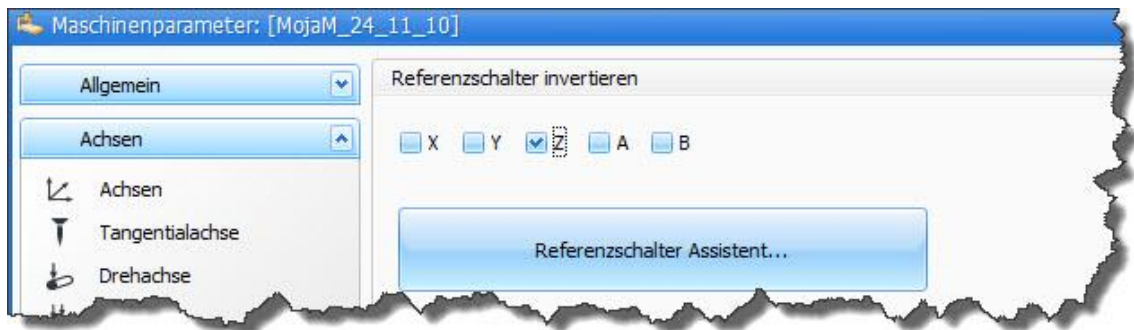 Maschinenparameter: [MojaM_24_11_10]
Allgemein
Referenzschalter invertieren
Achsen
X Y Z A B
Achsen
Tangentialachse
Referenzschalter Assistent...
Drehachse